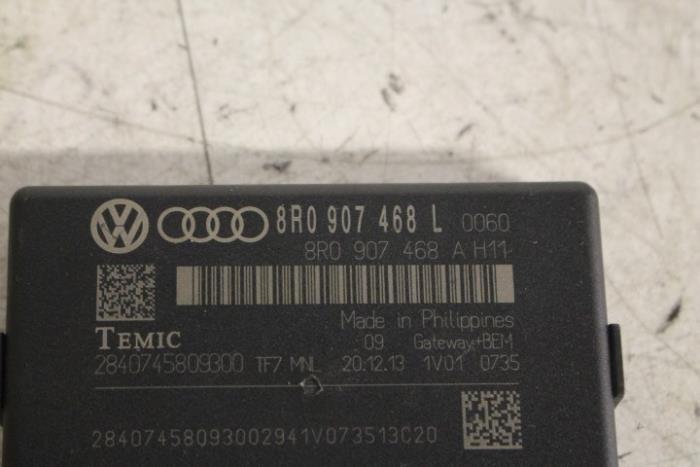 8R0 907 468 L 0060
8R0 907 468 A H11
TEMIC
Made in Philippines
09 Gateway+BEM
2840745809300 TF7 MNL 20.12.13 1V01 0735
28407458093002941V073513C20